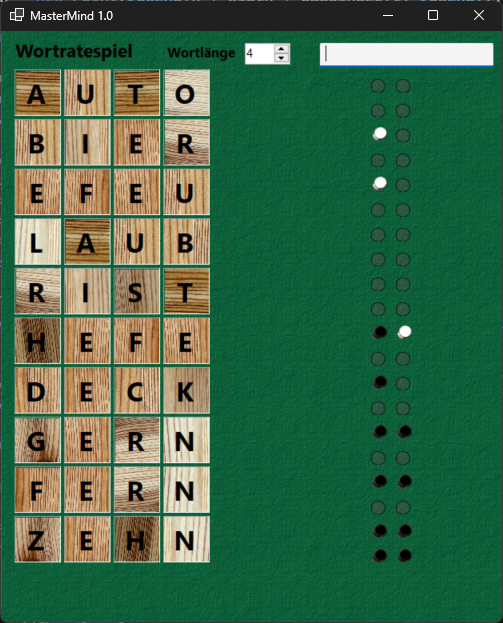 MasterMind 1.0
Wortratespiel Wortlänge 4
A U T O
B I E R
E F E U
L A U B
R I S T
H E F E
D E C K
G E R N
F E R N
Z E H N